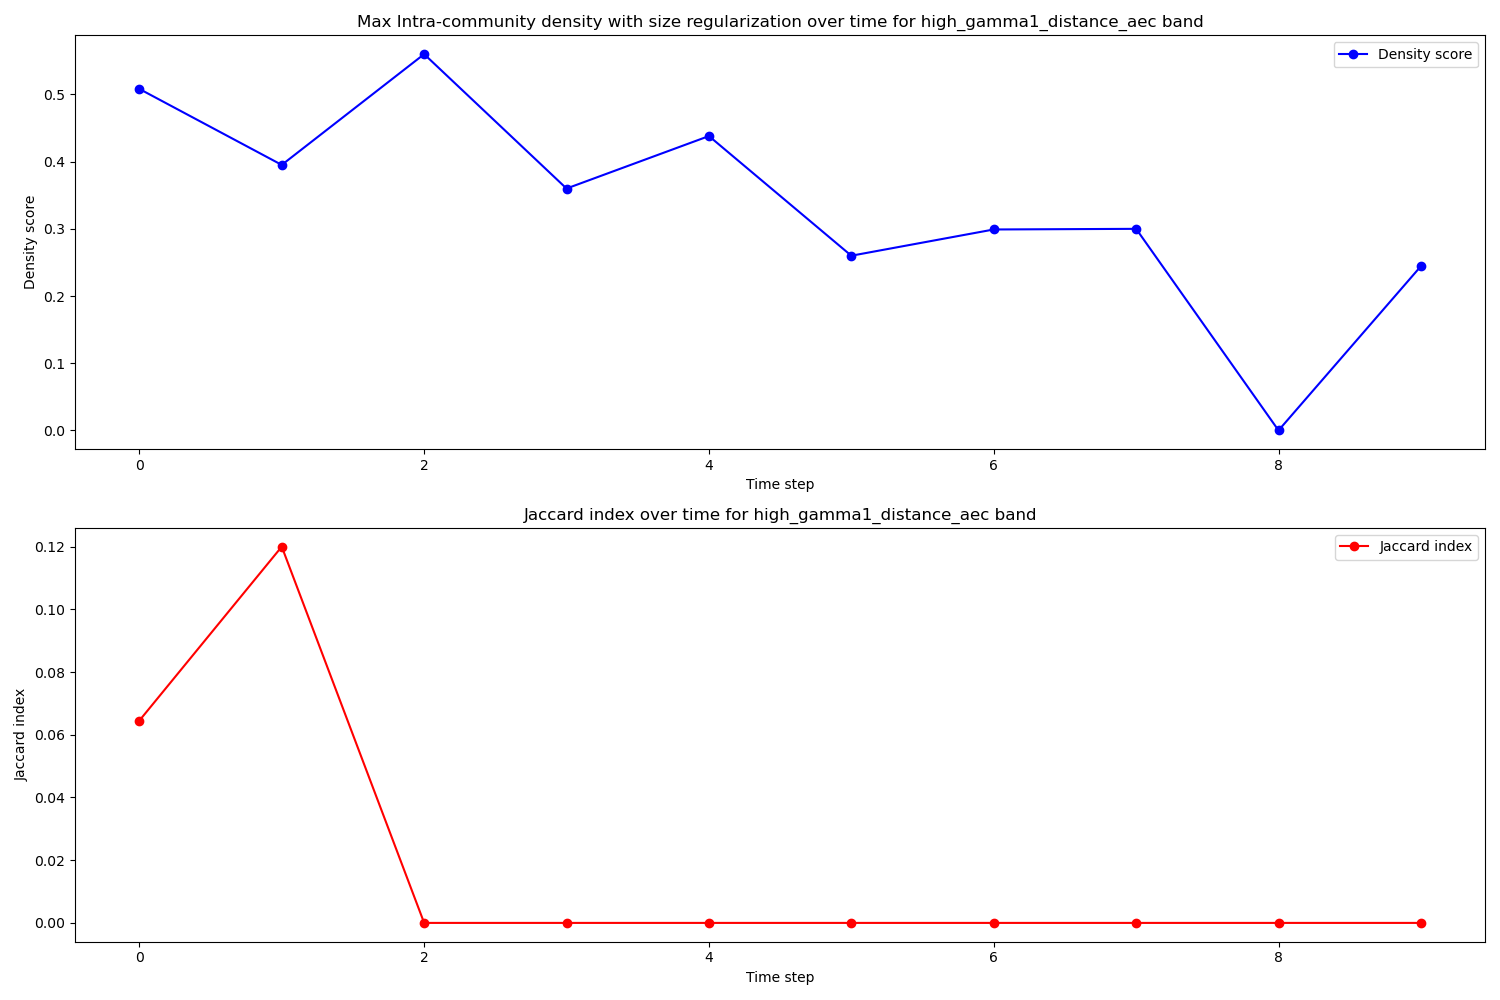 Max Intra-community density with size regularization over time for high_gamma1_distance_aec band
Density score
0.5
0.4
0.3
0.2
0.1
0.0
Density score
0 2 4 6 8
Time step
Jaccard index over time for high_gamma1_distance_aec band
Jaccard index
0.12
0.10
0.08
0.06
0.04
0.02
0.00
Jaccard index
0 2 4 6 8
Time step